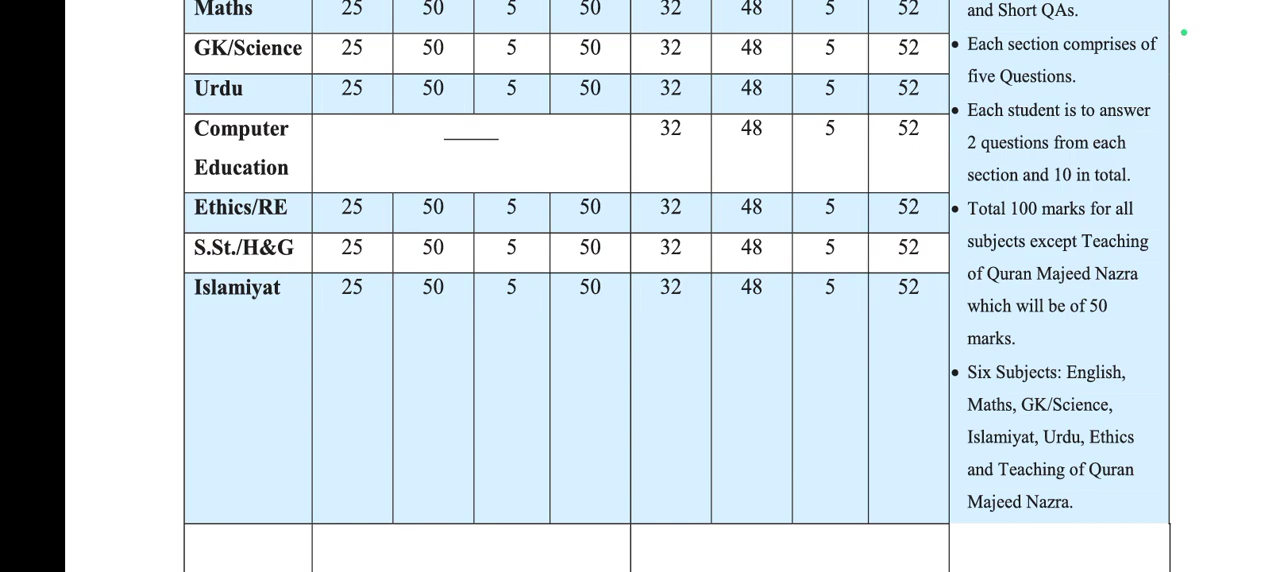 Maths 25 50 5 50 32 48 5 52
GK/Science 25 50 5 50 32 48 5 52
Urdu 25 50 5 50 32 48 5 52
Computer 32 48 5 52
Education
Ethics/RE 25 50 5 50 32 48 5 52
S.St./H&G 25 50 5 50 32 48 5 52
Islamiyat 25 50 5 50 32 48 5 52
and Short QAs.
• Each section comprises of
five Questions.
• Each student is to answer
2 questions from each
section and 10 in total.
• Total 100 marks for all
subjects except Teaching
of Quran Majeed Nazra
which will be of 50
marks.
• Six Subjects: English,
Maths, GK/Science,
Islamiyat, Urdu, Ethics
and Teaching of Quran
Majeed Nazra.